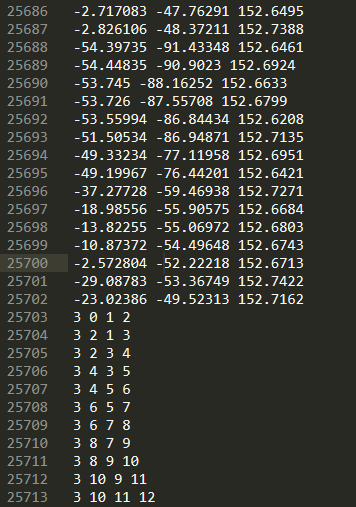 25686 -2.717083 -47.76291 152.6495
25687 -2.826106 -48.37211 152.7388
25688 -54.39735 -91.43348 152.6461
25689 -54.44835 -90.9023 152.6924
25690 -53.745 -88.16252 152.6633
25691 -53.726 -87.55708 152.6799
25692 -53.55994 -86.84434 152.6208
25693 -51.50534 -86.94871 152.7135
25694 -49.33234 -77.11958 152.6951
25695 -49.19967 -76.44201 152.6421
25696 -37.27728 -59.46938 152.7271
25697 -18.98556 -55.90575 152.6684
25698 -13.82255 -55.06972 152.6803
25699 -10.87372 -54.49648 152.6743
25700 -2.572804 -52.22218 152.6713
25701 -29.08783 -53.36749 152.7422
25702 -23.02386 -49.52313 152.7162
25703 3 0 1 2
25704 3 2 1 3
25705 3 2 3 4
25706 3 4 3 5
25707 3 4 5 6
25708 3 6 5 7
25709 3 6 7 8
25710 3 8 7 9
25711 3 8 9 10
25712 3 10 9 11
25713 3 10 11 12